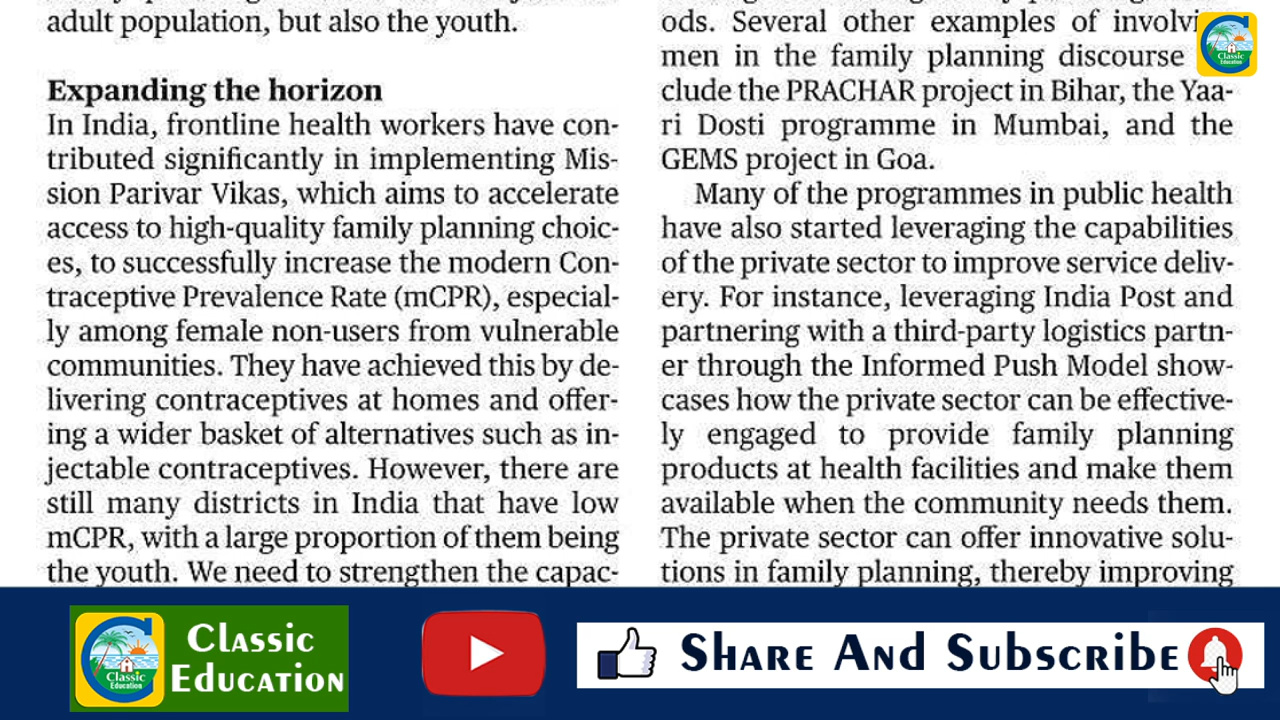 adult population, but also the youth.
Expanding the horizon
In India, frontline health workers have con-
tributed significantly in implementing Mis-
sion Parivar Vikas, which aims to accelerate
access to high-quality family planning choic-
es, to successfully increase the modern Con-
traceptive Prevalence Rate (mCPR), especial-
ly among female non-users from vulnerable
communities. They have achieved this by de-
livering contraceptives at homes and offer-
ing a wider basket of alternatives such as in-
jectable contraceptives. However, there are
still many districts in India that have low
mCPR, with a large proportion of them being
the youth. We need to strengthen the capac-
ods. Several other examples of involvi
men in the family planning discourse
clude the PRACHAR project in Bihar, the Yaa-
ri Dosti programme in Mumbai, and the
GEMS project in Goa.
Many of the programmes in public health
have also started leveraging the capabilities
of the private sector to improve service deliv-
ery. For instance, leveraging India Post and
partnering with a third-party logistics partn-
er through the Informed Push Model show-
cases how the private sector can be effective-
ly engaged to provide family planning
products at health facilities and make them
available when the community needs them.
The private sector can offer innovative solu-
tions in family planning, thereby improving
Classic
Education
Classic
Education
Classic
Education
Share And Subscribe